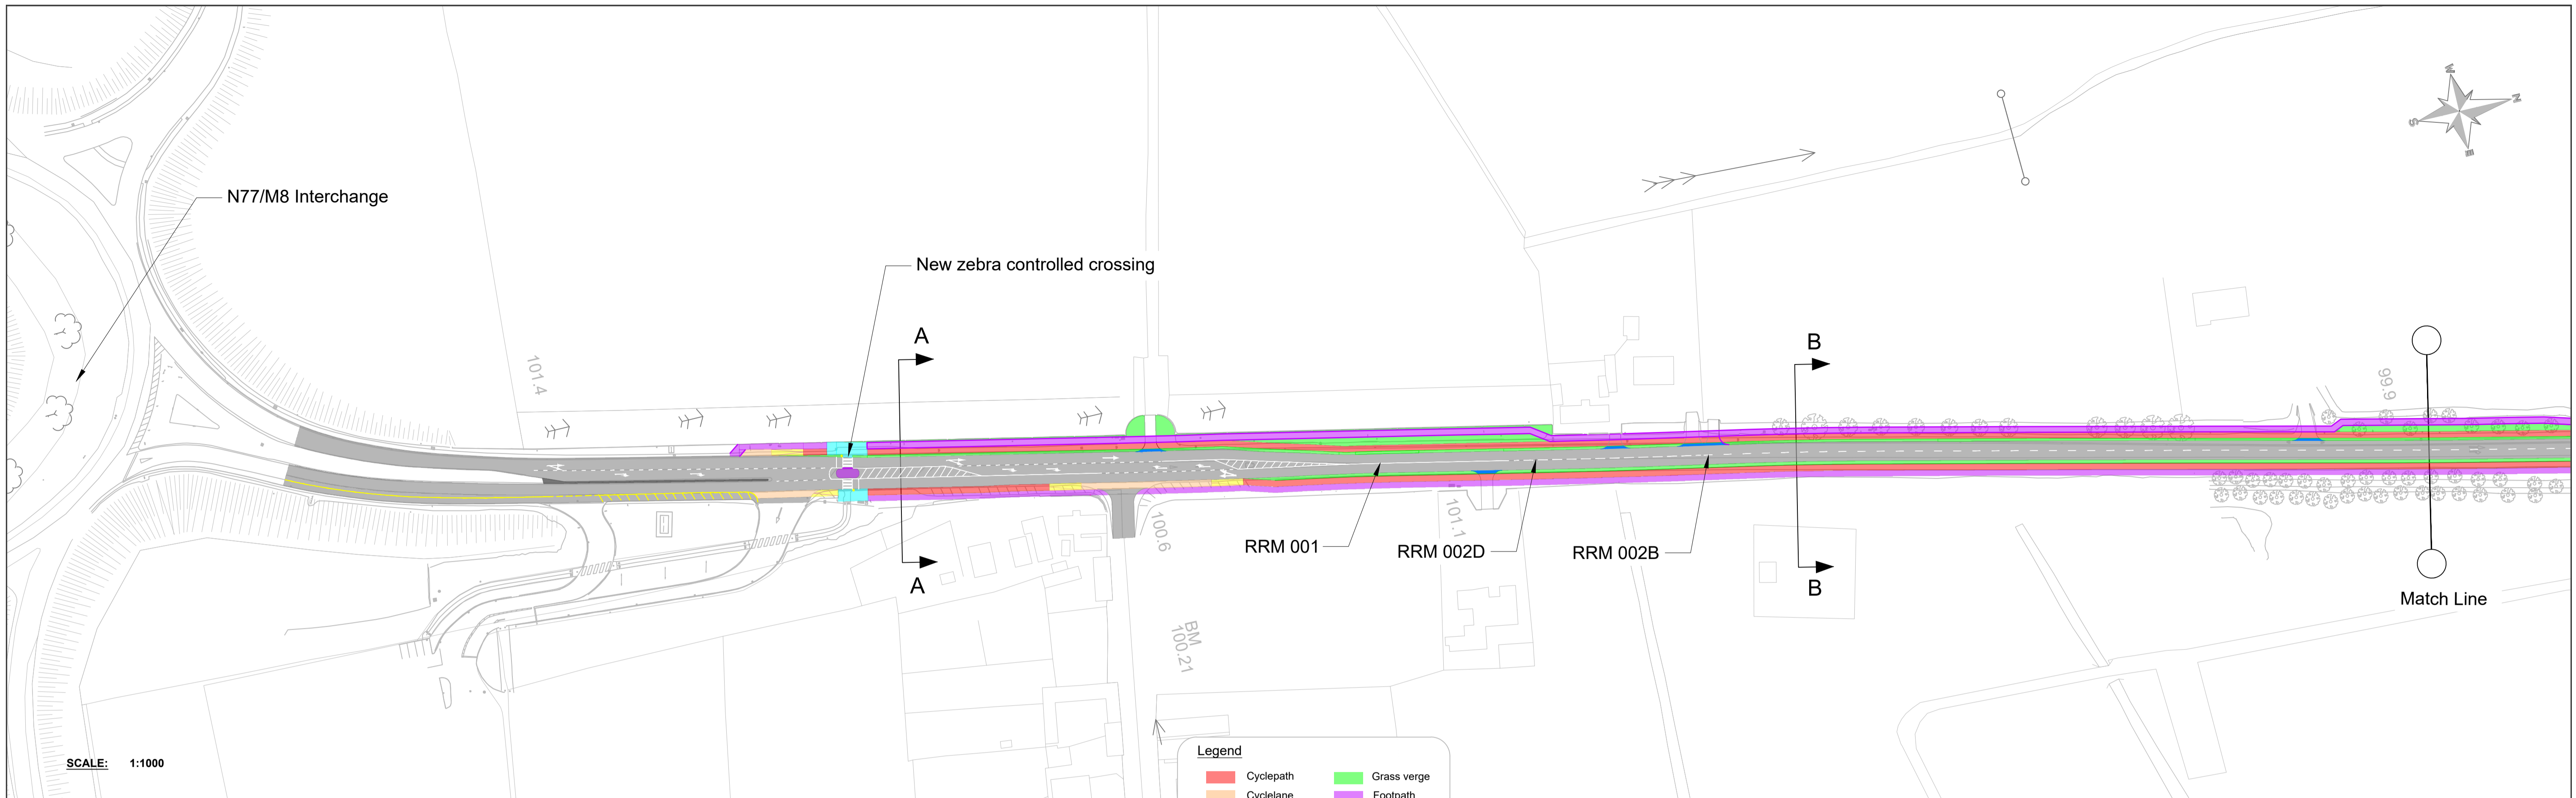 W
N
S
E
N77/M8 Interchange
New zebra controlled crossing
A
B
101.4
99.9
100.6
101.1
RRM 001
RRM 002D
RRM 002B
A
B
Match Line
BM
100.21
SCALE: 1:1000
Legend
Cyclepath
Grass verge
Cyclelane
Footpath